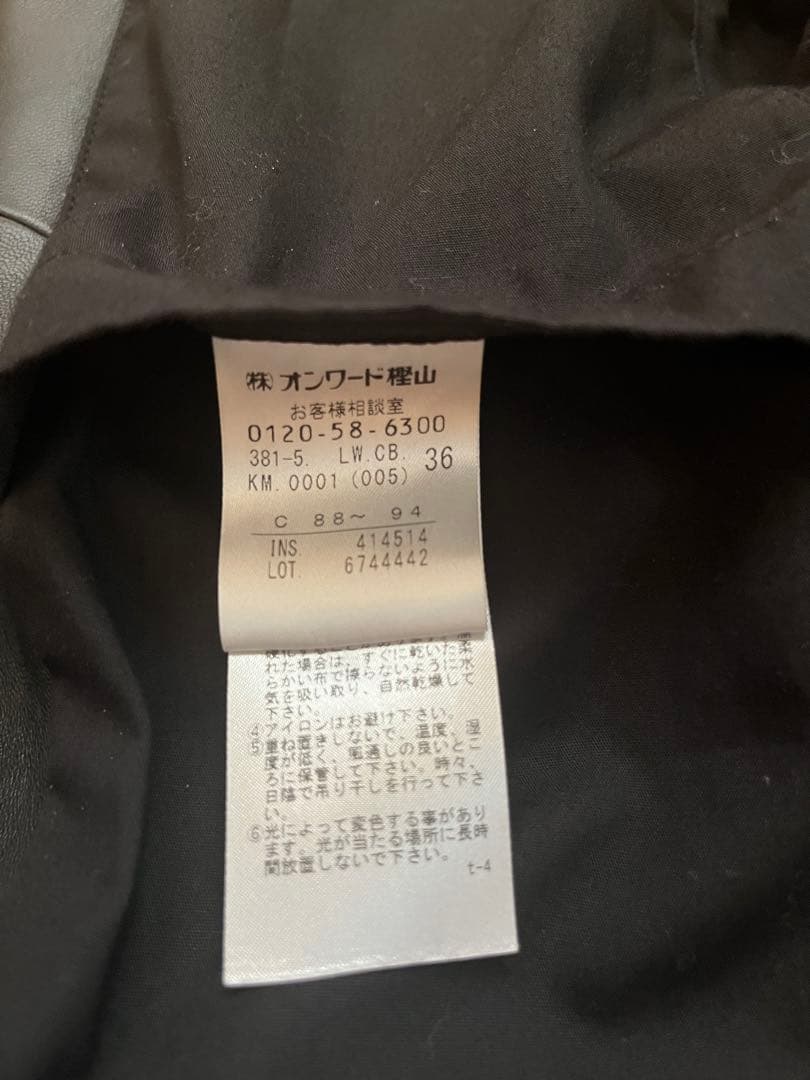 ㈱オンワード樫山
お客様相談室
0120-58-6300
381-5. LW.CB. 36
KM.0001(005)
C 88〜 94
INS. 414514
LOT. 6744442
れた場合は、すぐに乾いた柔
らかい布で擦らないように水
気を吸い取り、自然乾燥して
下さい。
④アイロンはお避け下さい。
⑤重ね置きしないで、温度、湿
度が低く、風通しの良いとこ
ろに保管して下さい。時々、
日陰で吊り干しを行って下さ
い。
⑥光によって変色する事があり
ます。光が当たる場所に長時
間放置しないで下さい。
t-4